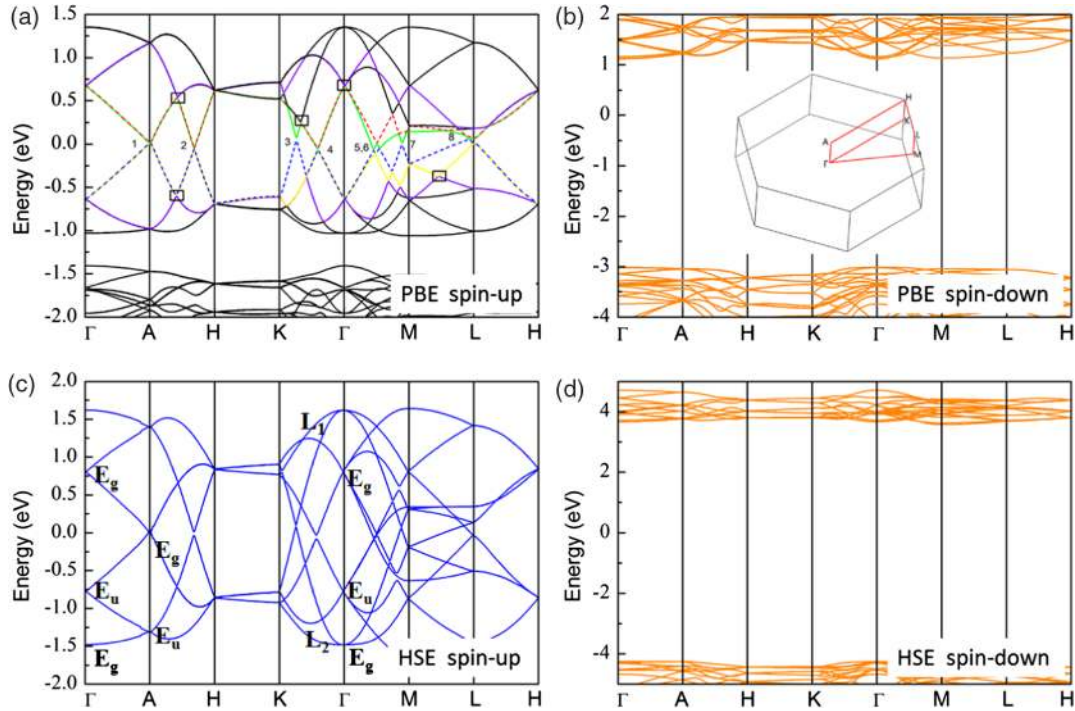 (a)
1.5
1.0
0.5
0.0
-0.5
-1.0
-1.5
-2.0
Energy (eV)
1
2
3
4
5,6
7
8
PBE spin-up
Γ A H K Γ M L H
(b)
2
1
0
-1
-2
-3
-4
Energy (eV)
H
K
A
L
Γ
M
PBE spin-down
Γ A H K Γ M L H
(c)
2.0
1.5
1.0
0.5
0.0
-0.5
-1.0
-1.5
-2.0
Energy (eV)
L1
Eg
Eg
Eg
Eu
Eu
Eu
L2
Eg
Eg
HSE spin-up
Γ A H K Γ M L H
(d)
4
2
0
-2
-4
Energy (eV)
HSE spin-down
Γ A H K Γ M L H